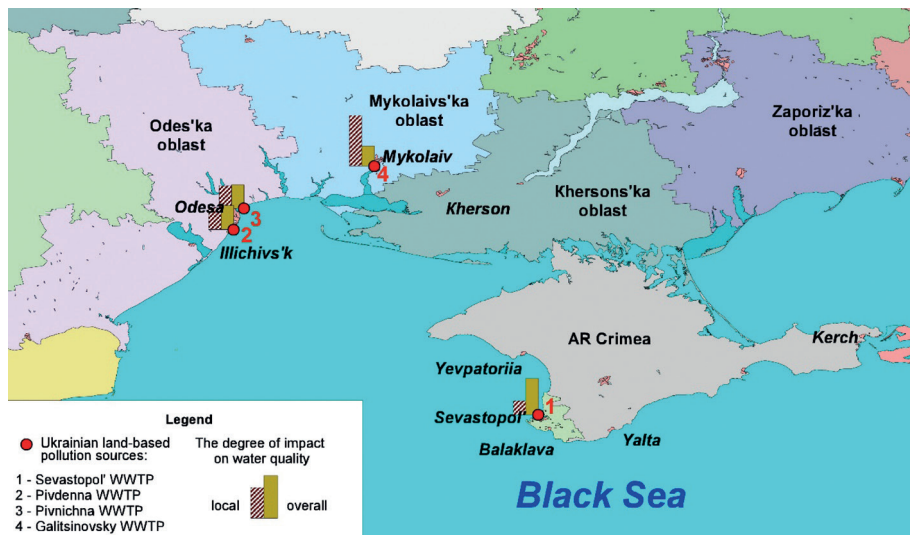 Mykolaivs'ka
oblast
Odes'ka
oblast
Zaporiz'ka
oblast
Mykolaiv
4
Khersons'ka
oblast
Kherson
Odesa
3
2
Illichivs'k
AR Crimea
Kerch
Yevpatoriia
1
Sevastopol'
Balaklava
Yalta
Black Sea
Legend
Ukrainian land-based
pollution sources:
1 - Sevastopol' WWTP
2 - Pivdenna WWTP
3 - Pivnichna WWTP
4 - Galitsinovsky WWTP
The degree of impact
on water quality
local overall